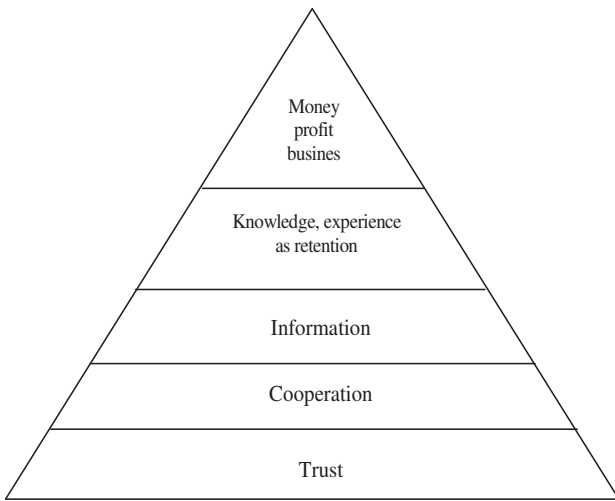 Money
profit
busines
Knowledge, experience
as retention
Information
Cooperation
Trust